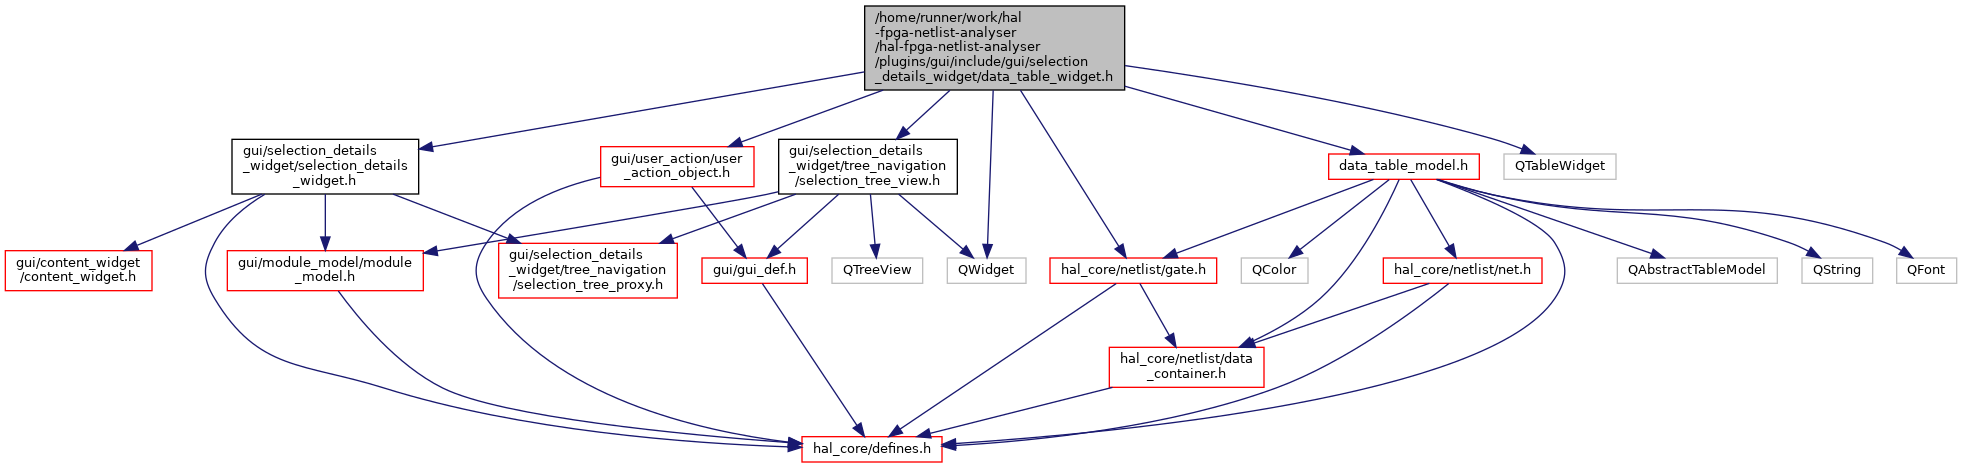 /home/runner/work/hal
-fpga-netlist-analyser
/hal-fpga-netlist-analyser
/plugins/gui/include/gui/selection
_details_widget/data_table_widget.h
gui/selection_details
_widget/selection_details
_widget.h
gui/user_action/user
_action_object.h
gui/selection_details
_widget/tree_navigation
/selection_tree_view.h
data_table_model.h
QTableWidget
gui/content_widget
/content_widget.h
gui/module_model/module
_model.h
gui/selection_details
_widget/tree_navigation
/selection_tree_proxy.h
gui/gui_def.h
QTreeView
QWidget
hal_core/netlist/gate.h
QColor
hal_core/netlist/net.h
QAbstractTableModel
QString
QFont
hal_core/netlist/data
_container.h
hal_core/defines.h